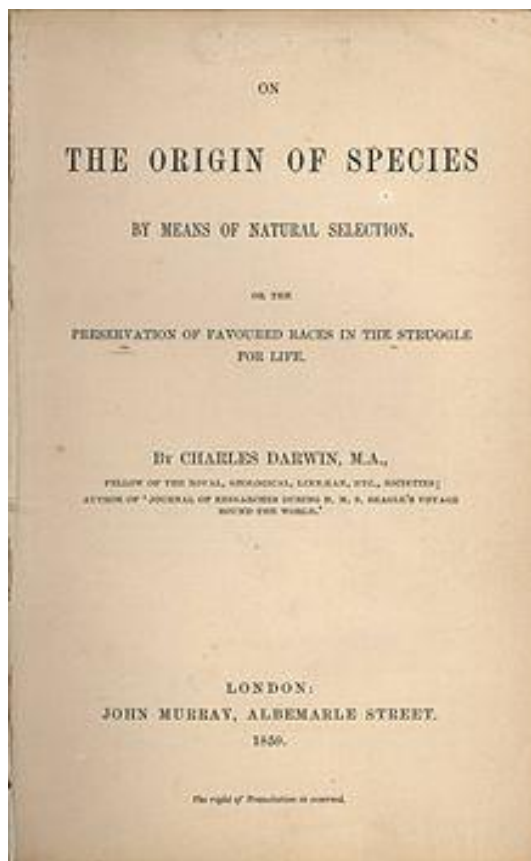 ON
THE ORIGIN OF SPECIES
BY MEANS OF NATURAL SELECTION,
OR THE
PRESERVATION OF FAVOURED RACES IN THE STRUGGLE
FOR LIFE.
BY CHARLES DARWIN, M.A.,
FELLOW OF THE ROYAL, GEOLOGICAL, LINNÆAN, ETC., SOCIETIES;
AUTHOR OF 'JOURNAL OF RESEARCHES DURING H. M. S. BEAGLE'S VOYAGE
ROUND THE WORLD.'
LONDON:
JOHN MURRAY, ALBEMARLE STREET.
1859.
The right of Translation is reserved.